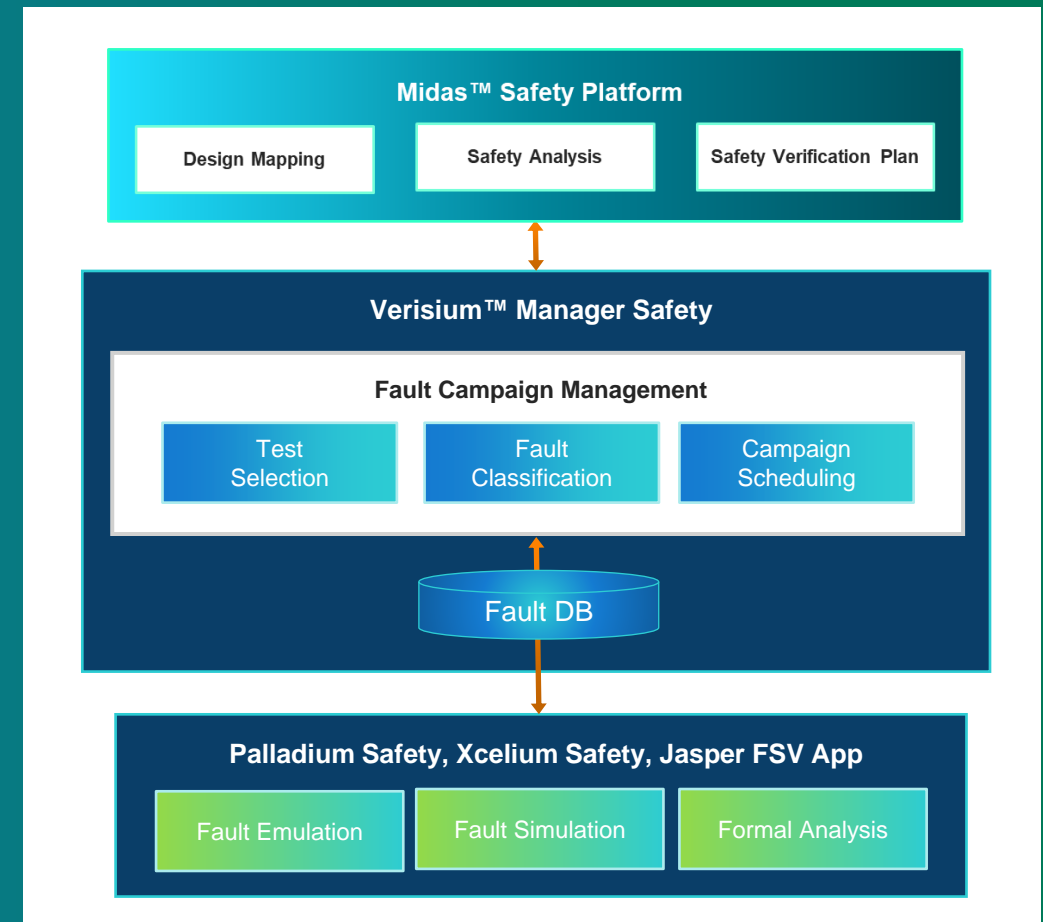 Midas™ Safety Platform
Design Mapping
Safety Analysis
Safety Verification Plan
Verisium™ Manager Safety
Fault Campaign Management
Test
Selection
Fault
Classification
Campaign
Scheduling
Fault DB
Palladium Safety, Xcelium Safety, Jasper FSV App
Fault Emulation
Fault Simulation
Formal Analysis